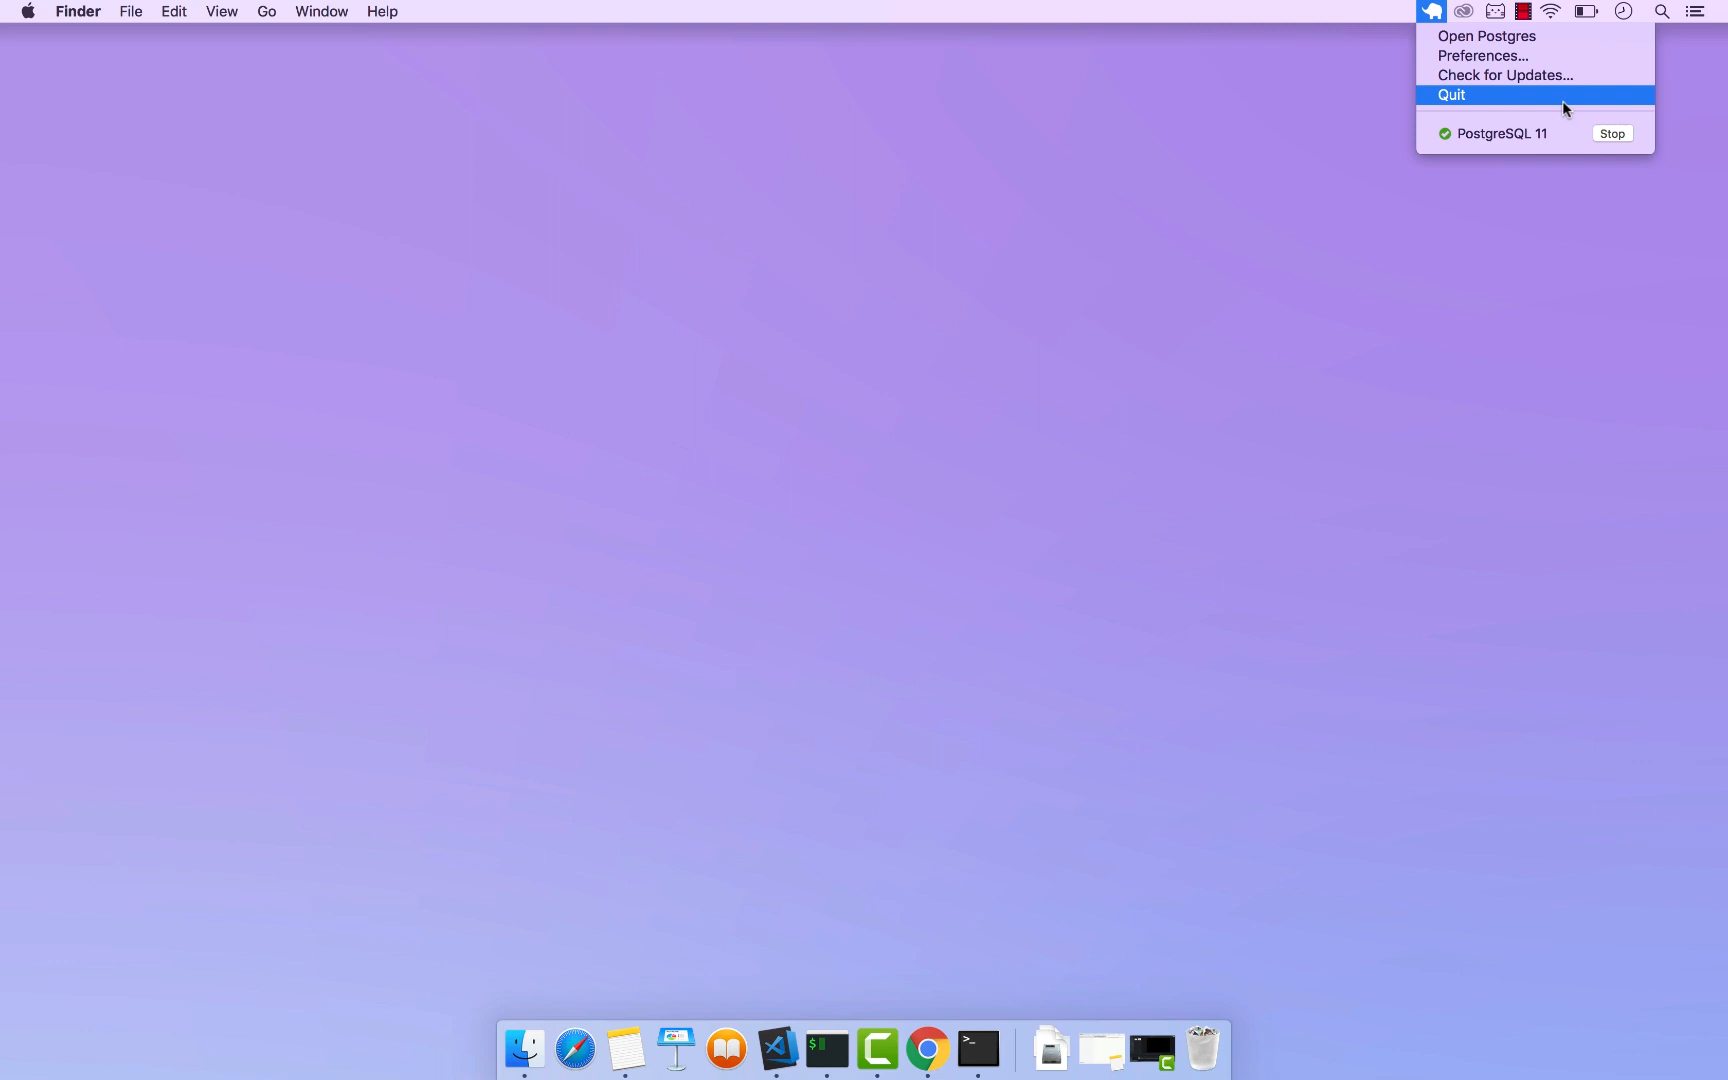 Finder File Edit View Go Window Help
Open Postgres
Preferences...
Check for Updates...
Quit
PostgreSQL 11 Stop
$
>_